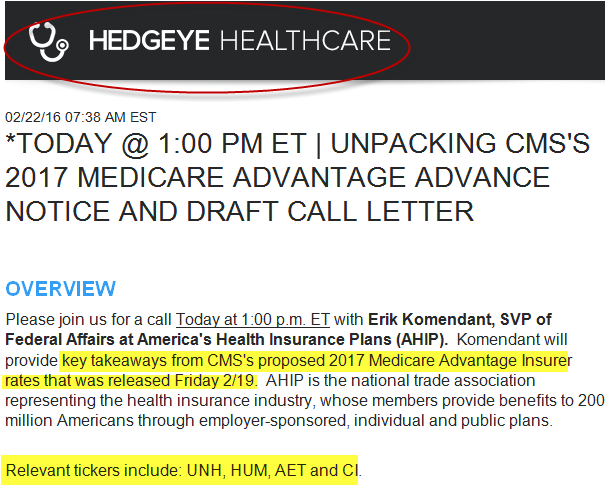 HEDGEYE HEALTHCARE
02/22/16 07:38 AM EST
*TODAY @ 1:00 PM ET | UNPACKING CMS'S
2017 MEDICARE ADVANTAGE ADVANCE
NOTICE AND DRAFT CALL LETTER
OVERVIEW
Please join us for a call Today at 1:00 p.m. ET with Erik Komendant, SVP of
Federal Affairs at America's Health Insurance Plans (AHIP).  Komendant will
provide key takeaways from CMS's proposed 2017 Medicare Advantage Insurer
rates that was released Friday 2/19.  AHIP is the national trade association
representing the health insurance industry, whose members provide benefits to 200
million Americans through employer-sponsored, individual and public plans.
Relevant tickers include: UNH, HUM, AET and CI.